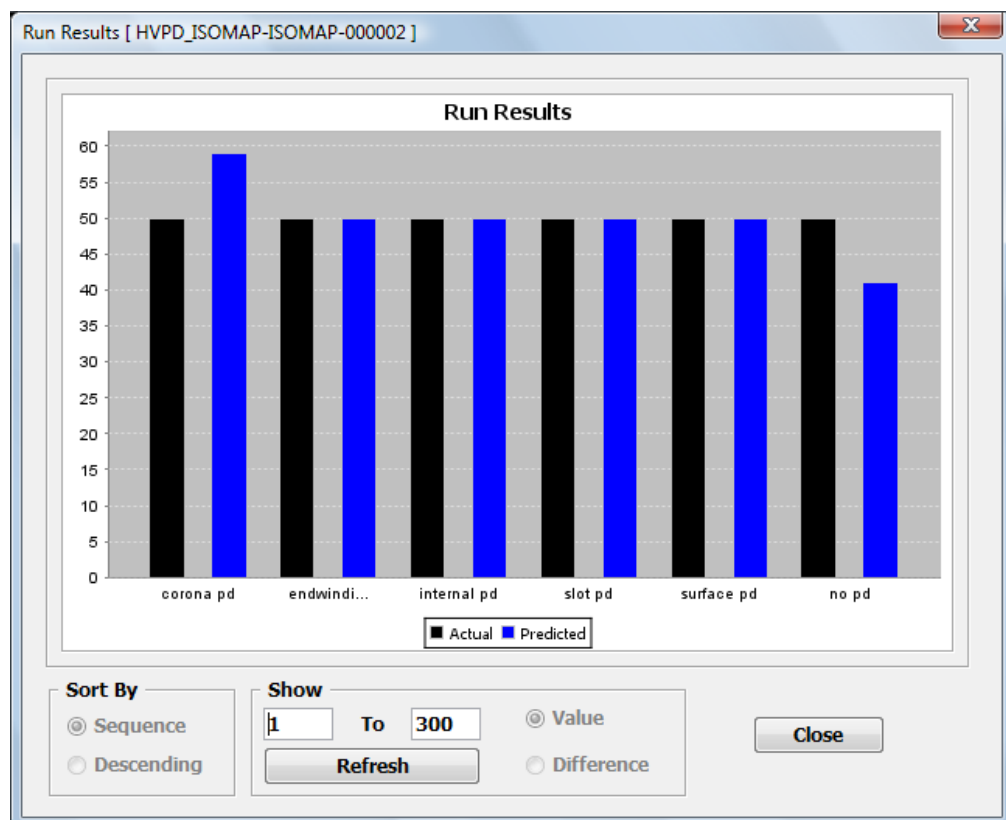 Run Results [ HVPD_ISOMAP-ISOMAP-000002 ]
Run Results
60
55
50
45
40
35
30
25
20
15
10
5
0
corona pd endwindi... internal pd slot pd surface pd no pd
Actual Predicted
Sort By
Sequence
Descending
Show
1 To 300
Refresh
Value
Difference
Close